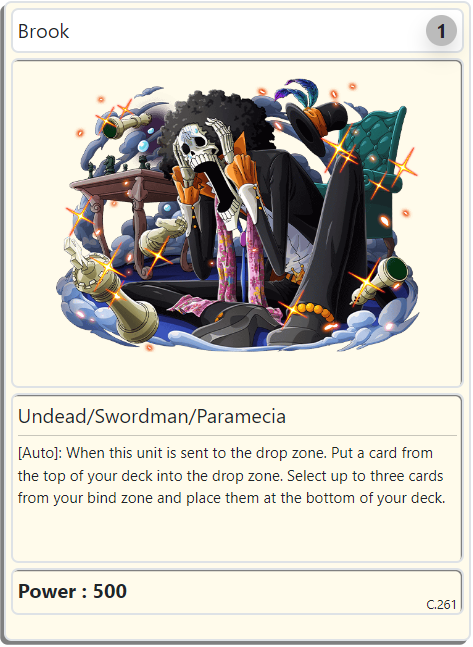 Brook
1
Undead/Swordman/Paramecia
[Auto]: When this unit is sent to the drop zone. Put a card from
the top of your deck into the drop zone. Select up to three cards
from your bind zone and place them at the bottom of your deck.
Power : 500
C.261